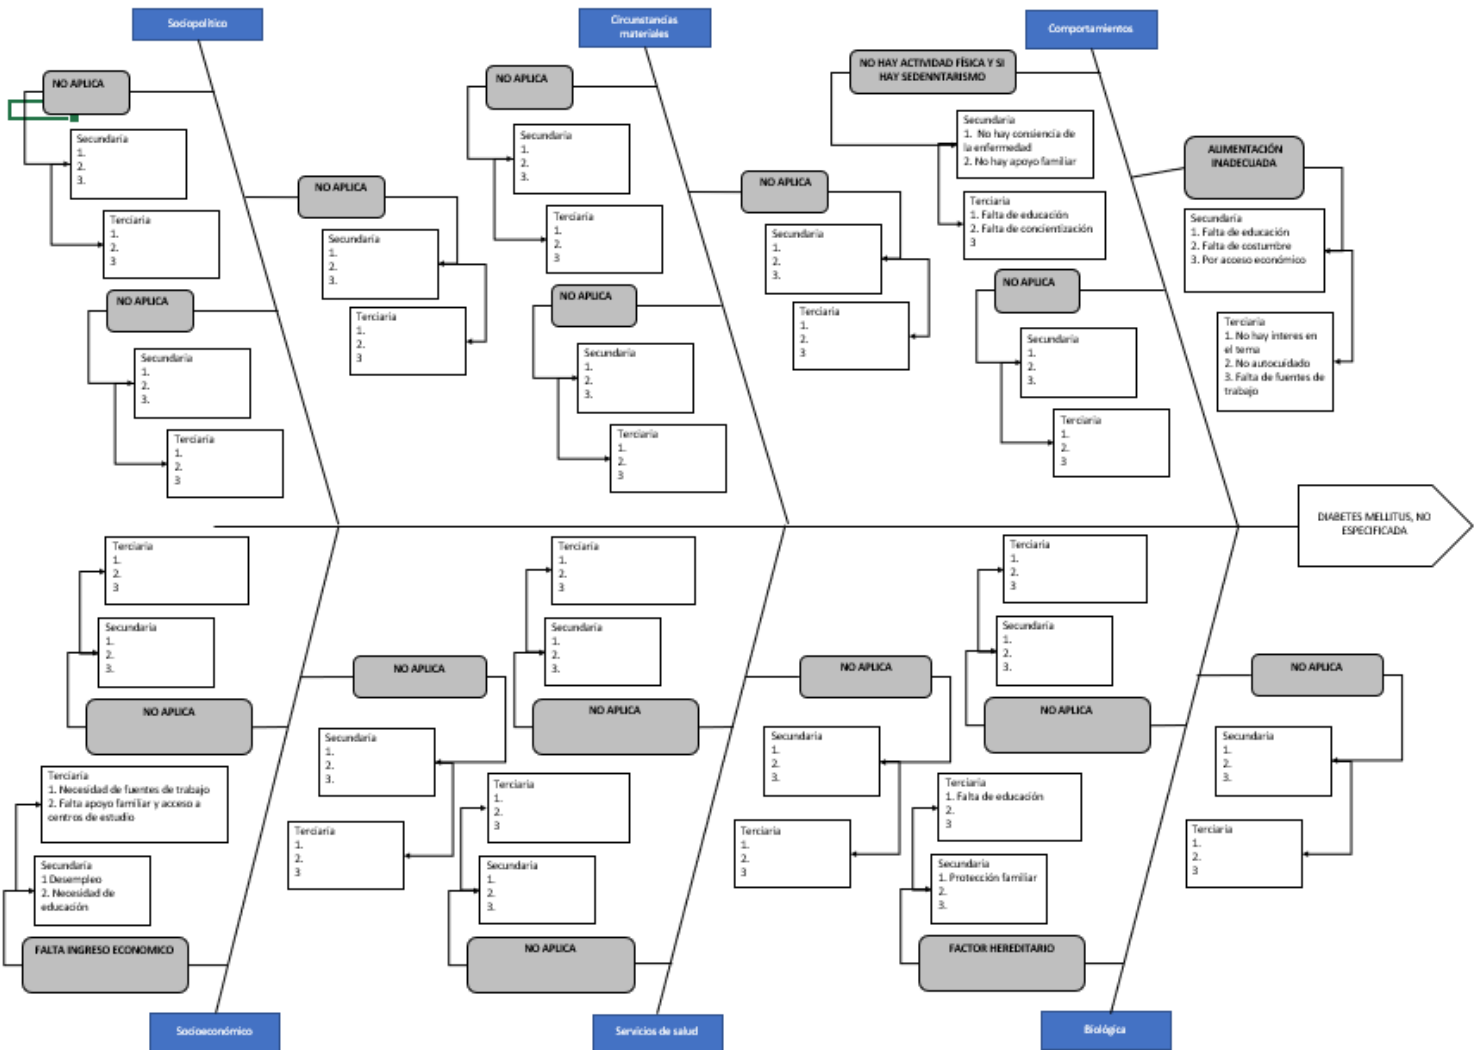 Sociopolítico
Circunstancias
materiales
Comportamientos
NO APLICA
Secundaria
1.
2.
3.
Terciaria
1.
2.
3
NO APLICA
Secundaria
1.
2.
3.
Terciaria
1.
2.
3
NO APLICA
Secundaria
1.
2.
3.
Terciaria
1.
2.
3
NO APLICA
Secundaria
1.
2.
3.
Terciaria
1.
2.
3
NO APLICA
Secundaria
1.
2.
3.
Terciaria
1.
2.
3
NO APLICA
Secundaria
1.
2.
3.
Terciaria
1.
2.
3
NO HAY ACTIVIDAD FÍSICA Y SI
HAY SEDENNTARISMO
Secundaria
1. No hay consiencia de
la enfermedad
2. No hay apoyo familiar
Terciaria
1. Falta de educación
2. Falta de concientización
3
ALIMENTACIÓN
INADECUADA
Secundaria
1. Falta de educación
2. Falta de costumbre
3. Por acceso económico
Terciaria
1. No hay interes en
el tema
2. No autocuidado
3. Falta de fuentes de
trabajo
NO APLICA
Secundaria
1.
2.
3.
Terciaria
1.
2.
3
DIABETES MELLITUS, NO
ESPECIFICADA
Terciaria
1.
2.
3
Secundaria
1.
2.
3.
NO APLICA
NO APLICA
Secundaria
1.
2.
3.
Terciaria
1.
2.
3
Terciaria
1. Necesidad de fuentes de trabajo
2. Falta apoyo familiar y acceso a
centros de estudio
Secundaria
1 Desempleo
2. Necesidad de
educación
FALTA INGRESO ECONOMICO
Terciaria
1.
2.
3
Secundaria
1.
2.
3.
NO APLICA
NO APLICA
Secundaria
1.
2.
3.
Terciaria
1.
2.
3
Terciaria
1.
2.
3
Secundaria
1.
2.
3.
NO APLICA
Terciaria
1.
2.
3
Secundaria
1.
2.
3.
NO APLICA
NO APLICA
Secundaria
1.
2.
3.
Terciaria
1.
2.
3
Terciaria
1. Falta de educación
2.
3
Secundaria
1. Protección familiar
2.
3.
FACTOR HEREDITARIO
Socioeconómico
Servicios de salud
Biológica